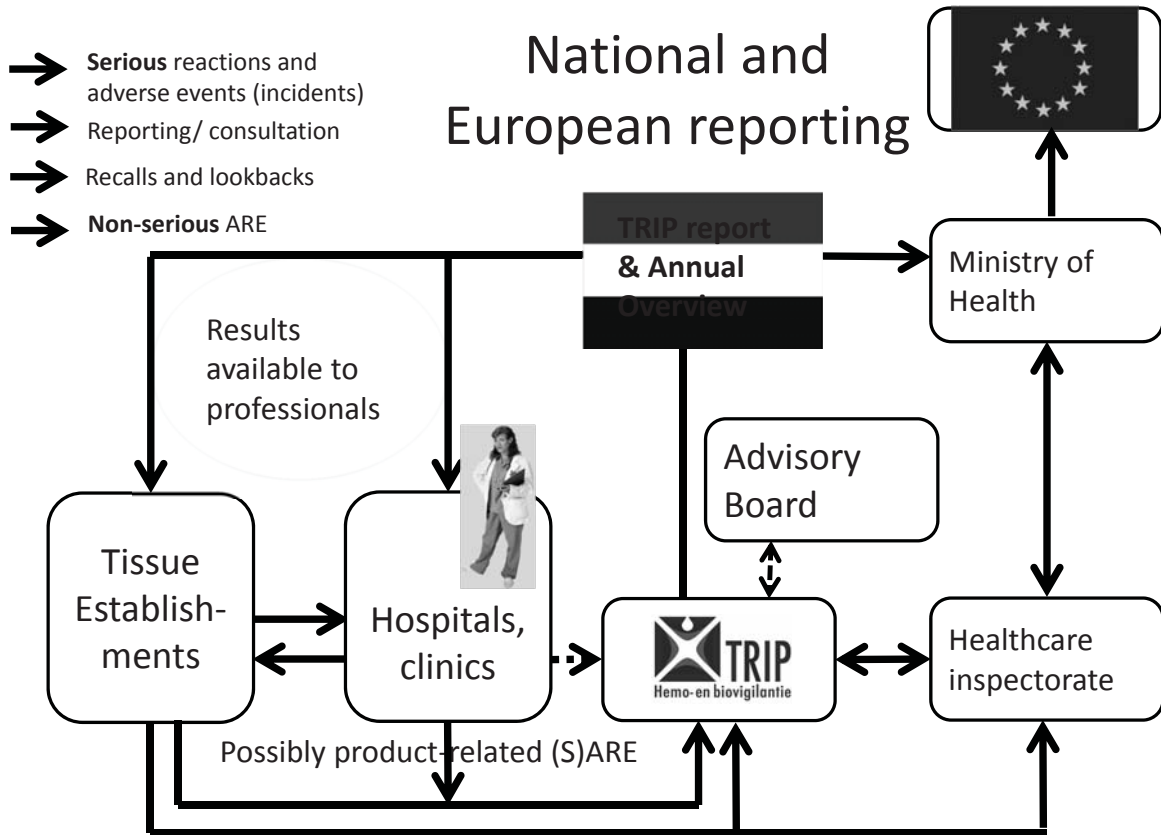 National and
European reporting
Serious reactions and
adverse events (incidents)
Reporting/ consultation
Recalls and lookbacks
Non-serious ARE
TRIP report
& Annual
Overview
Ministry of
Health
Results
available to
professionals
Advisory
Board
Tissue
Establish-
ments
Hospitals,
clinics
TRIP
Hemo-en biovigilantie
Healthcare
inspectorate
Possibly product-related (S)ARE